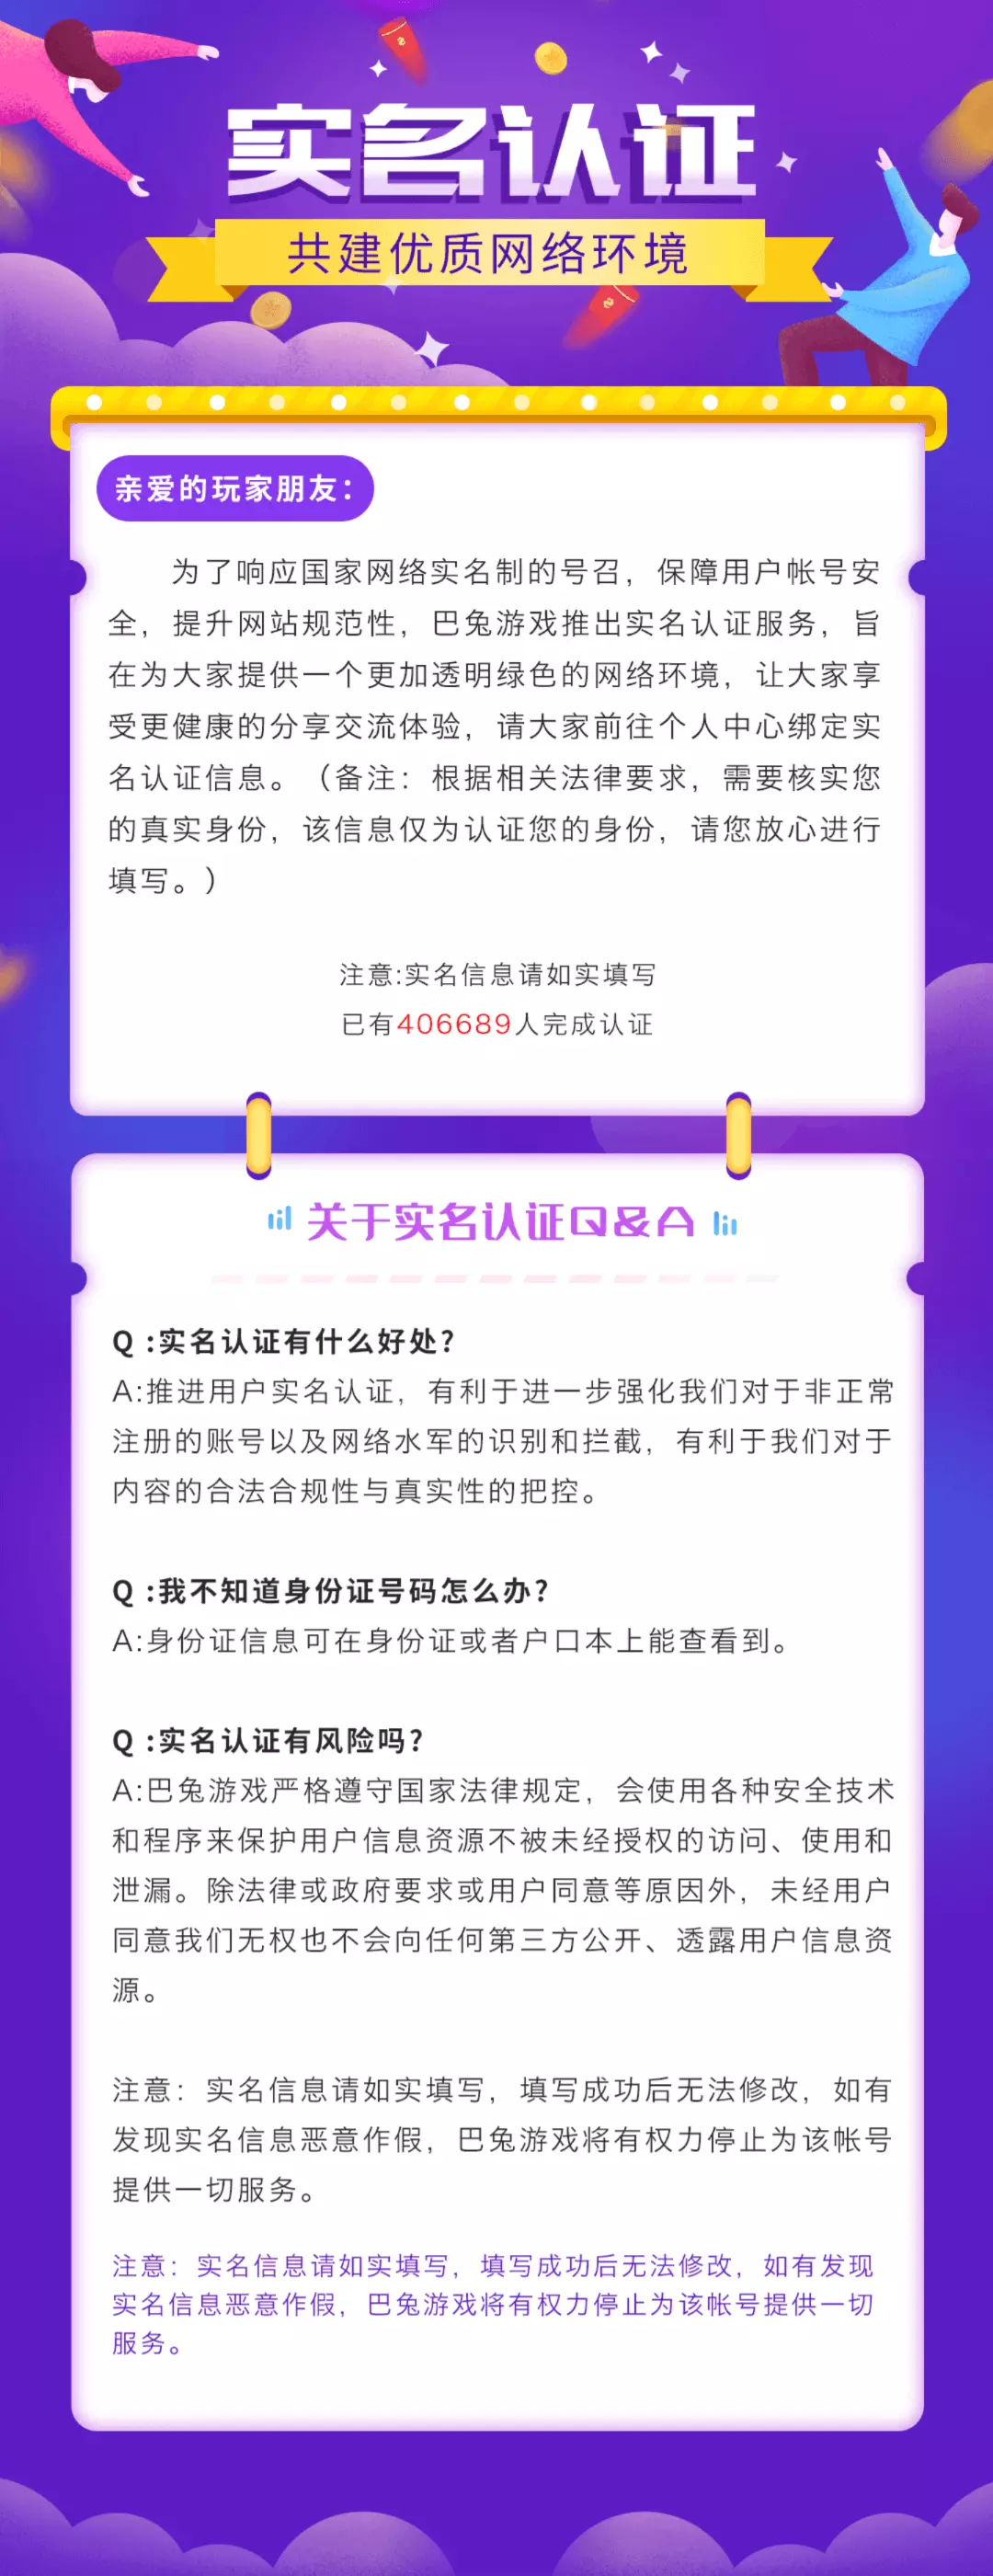 实名认证
共建优质网络环境
亲爱的玩家朋友：
为了响应国家网络实名制的号召，保障用户帐号安
全，提升网站规范性，巴兔游戏推出实名认证服务，旨
在为大家提供一个更加透明绿色的网络环境，让大家享
受更健康的分享交流体验，请大家前往个人中心绑定实
名认证信息。（备注：根据相关法律要求，需要核实您
的真实身份，该信息仅为认证您的身份，请您放心进行
填写。）
注意:实名信息请如实填写
已有406689人完成认证
关于实名认证Q&A
Q :实名认证有什么好处?
A:推进用户实名认证，有利于进一步强化我们对于非正常
注册的账号以及网络水军的识别和拦截，有利于我们对于
内容的合法合规性与真实性的把控。
Q :我不知道身份证号码怎么办?
A:身份证信息可在身份证或者户口本上能查看到。
Q :实名认证有风险吗?
A:巴兔游戏严格遵守国家法律规定，会使用各种安全技术
和程序来保护用户信息资源不被未经授权的访问、使用和
泄漏。除法律或政府要求或用户同意等原因外，未经用户
同意我们无权也不会向任何第三方公开、透露用户信息资
源。
注意：实名信息请如实填写，填写成功后无法修改，如有
发现实名信息恶意作假，巴兔游戏将有权力停止为该帐号
提供一切服务。
注意：实名信息请如实填写，填写成功后无法修改，如有发现
实名信息恶意作假，巴兔游戏将有权力停止为该帐号提供一切
服务。